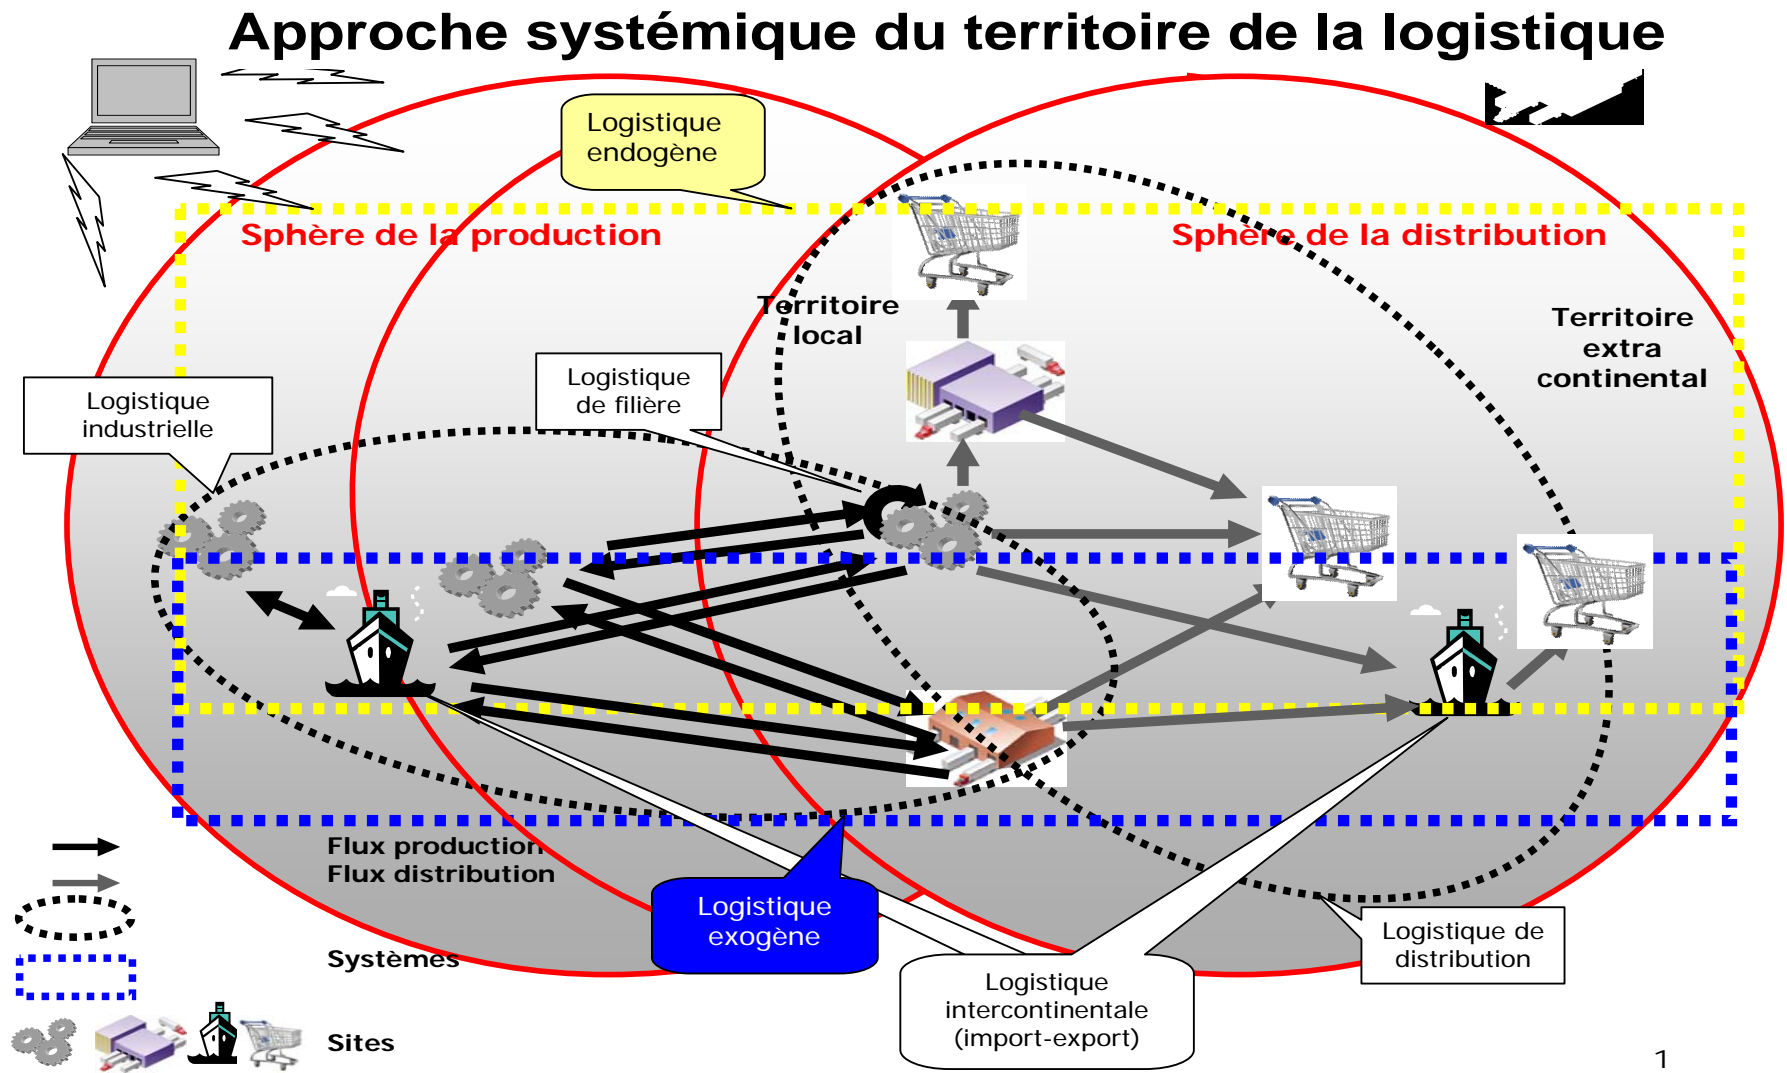 Approche systémique du territoire de la logistique
Logistique
endogène
Sphère de la production
Sphère de la distribution
Territoire
local
Territoire
extra
continental
Logistique
de filière
Logistique
industrielle
Flux production
Flux distribution
Logistique
exogène
Logistique de
distribution
Systèmes
Logistique
intercontinentale
(import-export)
Sites
1